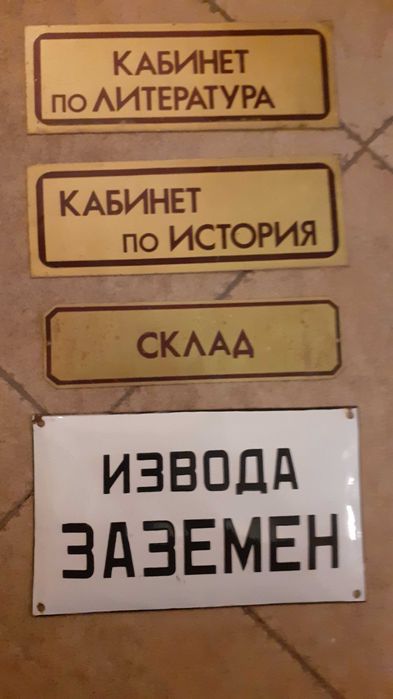 КАБИНЕТ
ПО ЛИТЕРАТУРА
КАБИНЕТ
ПО ИСТОРИЯ
СКЛАД
ИЗВОДА
ЗАЗЕМЕН